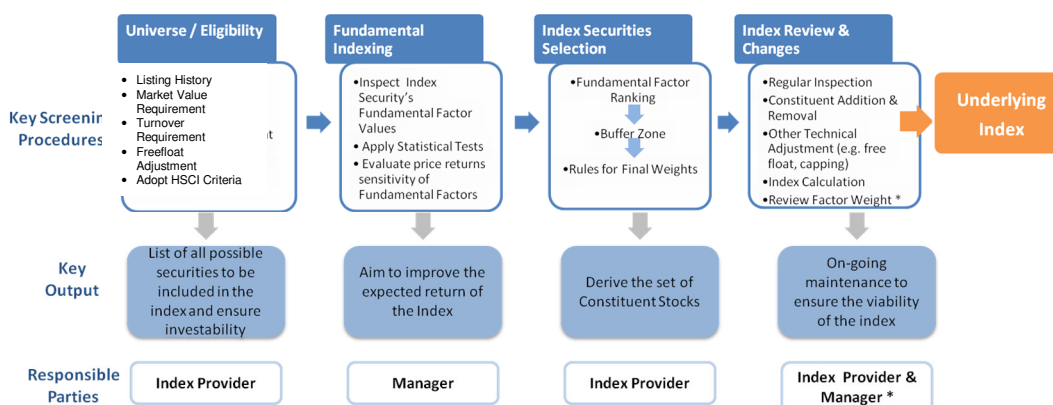 Universe / Eligibility
• Listing History
• Market Value
Requirement
• Turnover
Requirement
• Freefloat
Adjustment
• Adopt HSCI Criteria
Fundamental
Indexing
•Inspect Index
Security's
Fundamental Factor
Values
•Apply Statistical Tests
•Evaluate price returns
sensitivity of
Fundamental Factors
Index Securities
Selection
•Fundamental Factor
Ranking
•Buffer Zone
•Rules for Final Weights
Index Review &
Changes
•Regular Inspection
•Constituent Addition &
Removal
•Other Technical
Adjustment (e.g. free
float, capping)
•Index Calculation
•Review Factor Weight *
Underlying
Index
Key Screenin
Procedures
Key
Output
List of all possible
securities to be
included in the
index and ensure
investability
Aim to improve the
expected return of
the Index
Derive the set of
Constituent Stocks
On-going
maintenance to
ensure the viability
of the index
Responsible
Parties
Index Provider
Manager
Index Provider
Index Provider &
Manager *